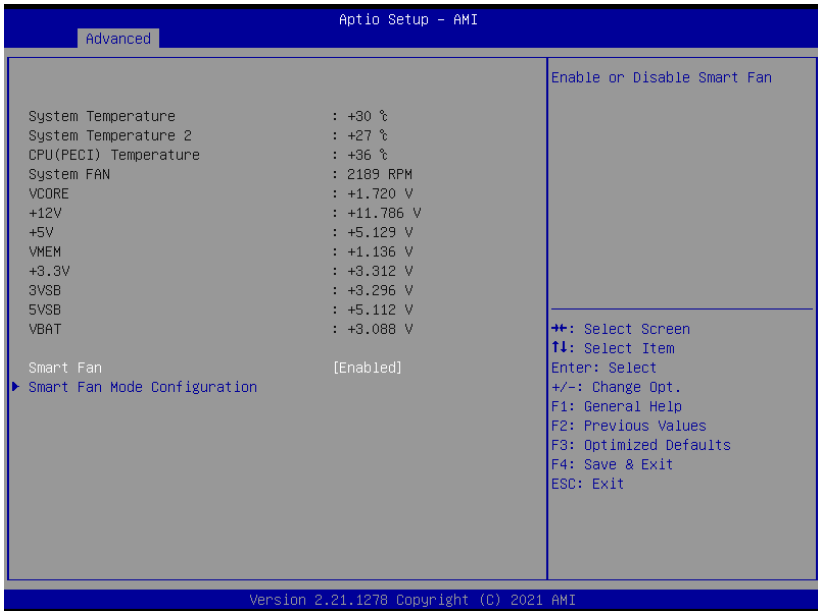 Aptio Setup – AMI
Advanced
System Temperature : +30 ℃
System Temperature 2 : +27 ℃
CPU(PECI) Temperature : +36 ℃
System FAN : 2189 RPM
VCORE : +1.720 V
+12V : +11.786 V
+5V : +5.129 V
VMEM : +1.136 V
+3.3V : +3.312 V
3VSB : +3.296 V
5VSB : +5.112 V
VBAT : +3.088 V
Smart Fan [Enabled]
Smart Fan Mode Configuration
Enable or Disable Smart Fan
→←: Select Screen
↑↓: Select Item
Enter: Select
+/-: Change Opt.
F1: General Help
F2: Previous Values
F3: Optimized Defaults
F4: Save & Exit
ESC: Exit
Version 2.21.1278 Copyright (C) 2021 AMI